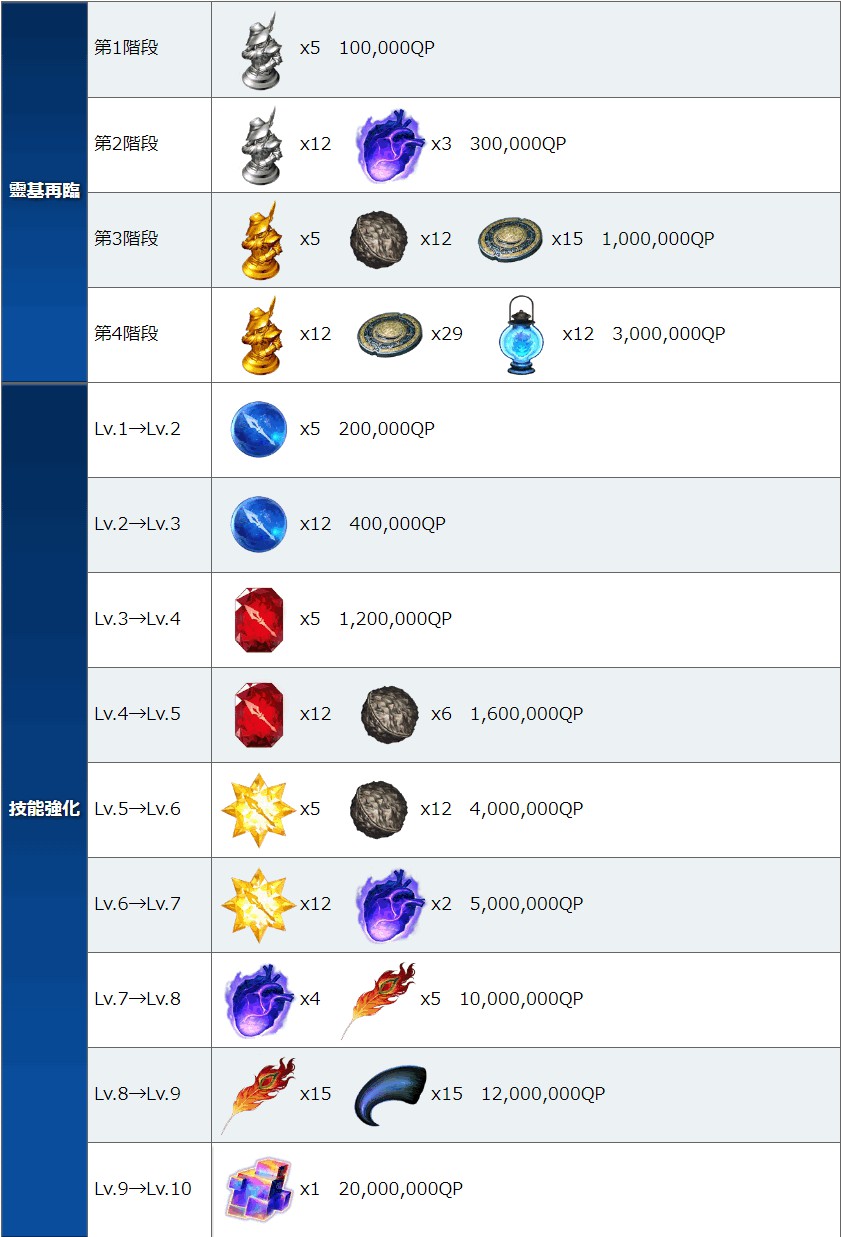 靈基再臨
第1階段 x5 100,000QP
第2階段 x12 x3 300,000QP
第3階段 x5 x12 x15 1,000,000QP
第4階段 x12 x29 x12 3,000,000QP
技能強化
Lv.1→Lv.2 x5 200,000QP
Lv.2→Lv.3 x12 400,000QP
Lv.3→Lv.4 x5 1,200,000QP
Lv.4→Lv.5 x12 x6 1,600,000QP
Lv.5→Lv.6 x5 x12 4,000,000QP
Lv.6→Lv.7 x12 x2 5,000,000QP
Lv.7→Lv.8 x4 x5 10,000,000QP
Lv.8→Lv.9 x15 x15 12,000,000QP
Lv.9→Lv.10 x1 20,000,000QP